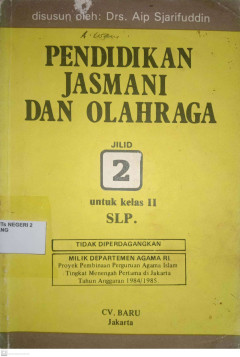 disusun oleh: Drs. Aip Sjarifuddin
PENDIDIKAN
JASMANI
DAN OLAHRAGA
JILID
2
untuk kelas II
SLP.
NEGERI 2
TIDAK DIPERDAGANGKAN
MILIK DEPARTEMEN AGAMA RI.
Proyek Pembinaan Perguruan Agama Islam
Tingkat Menengah Pertama di Jakarta
Tahun Anggaran 1984/1985
CV. BARU
Jakarta